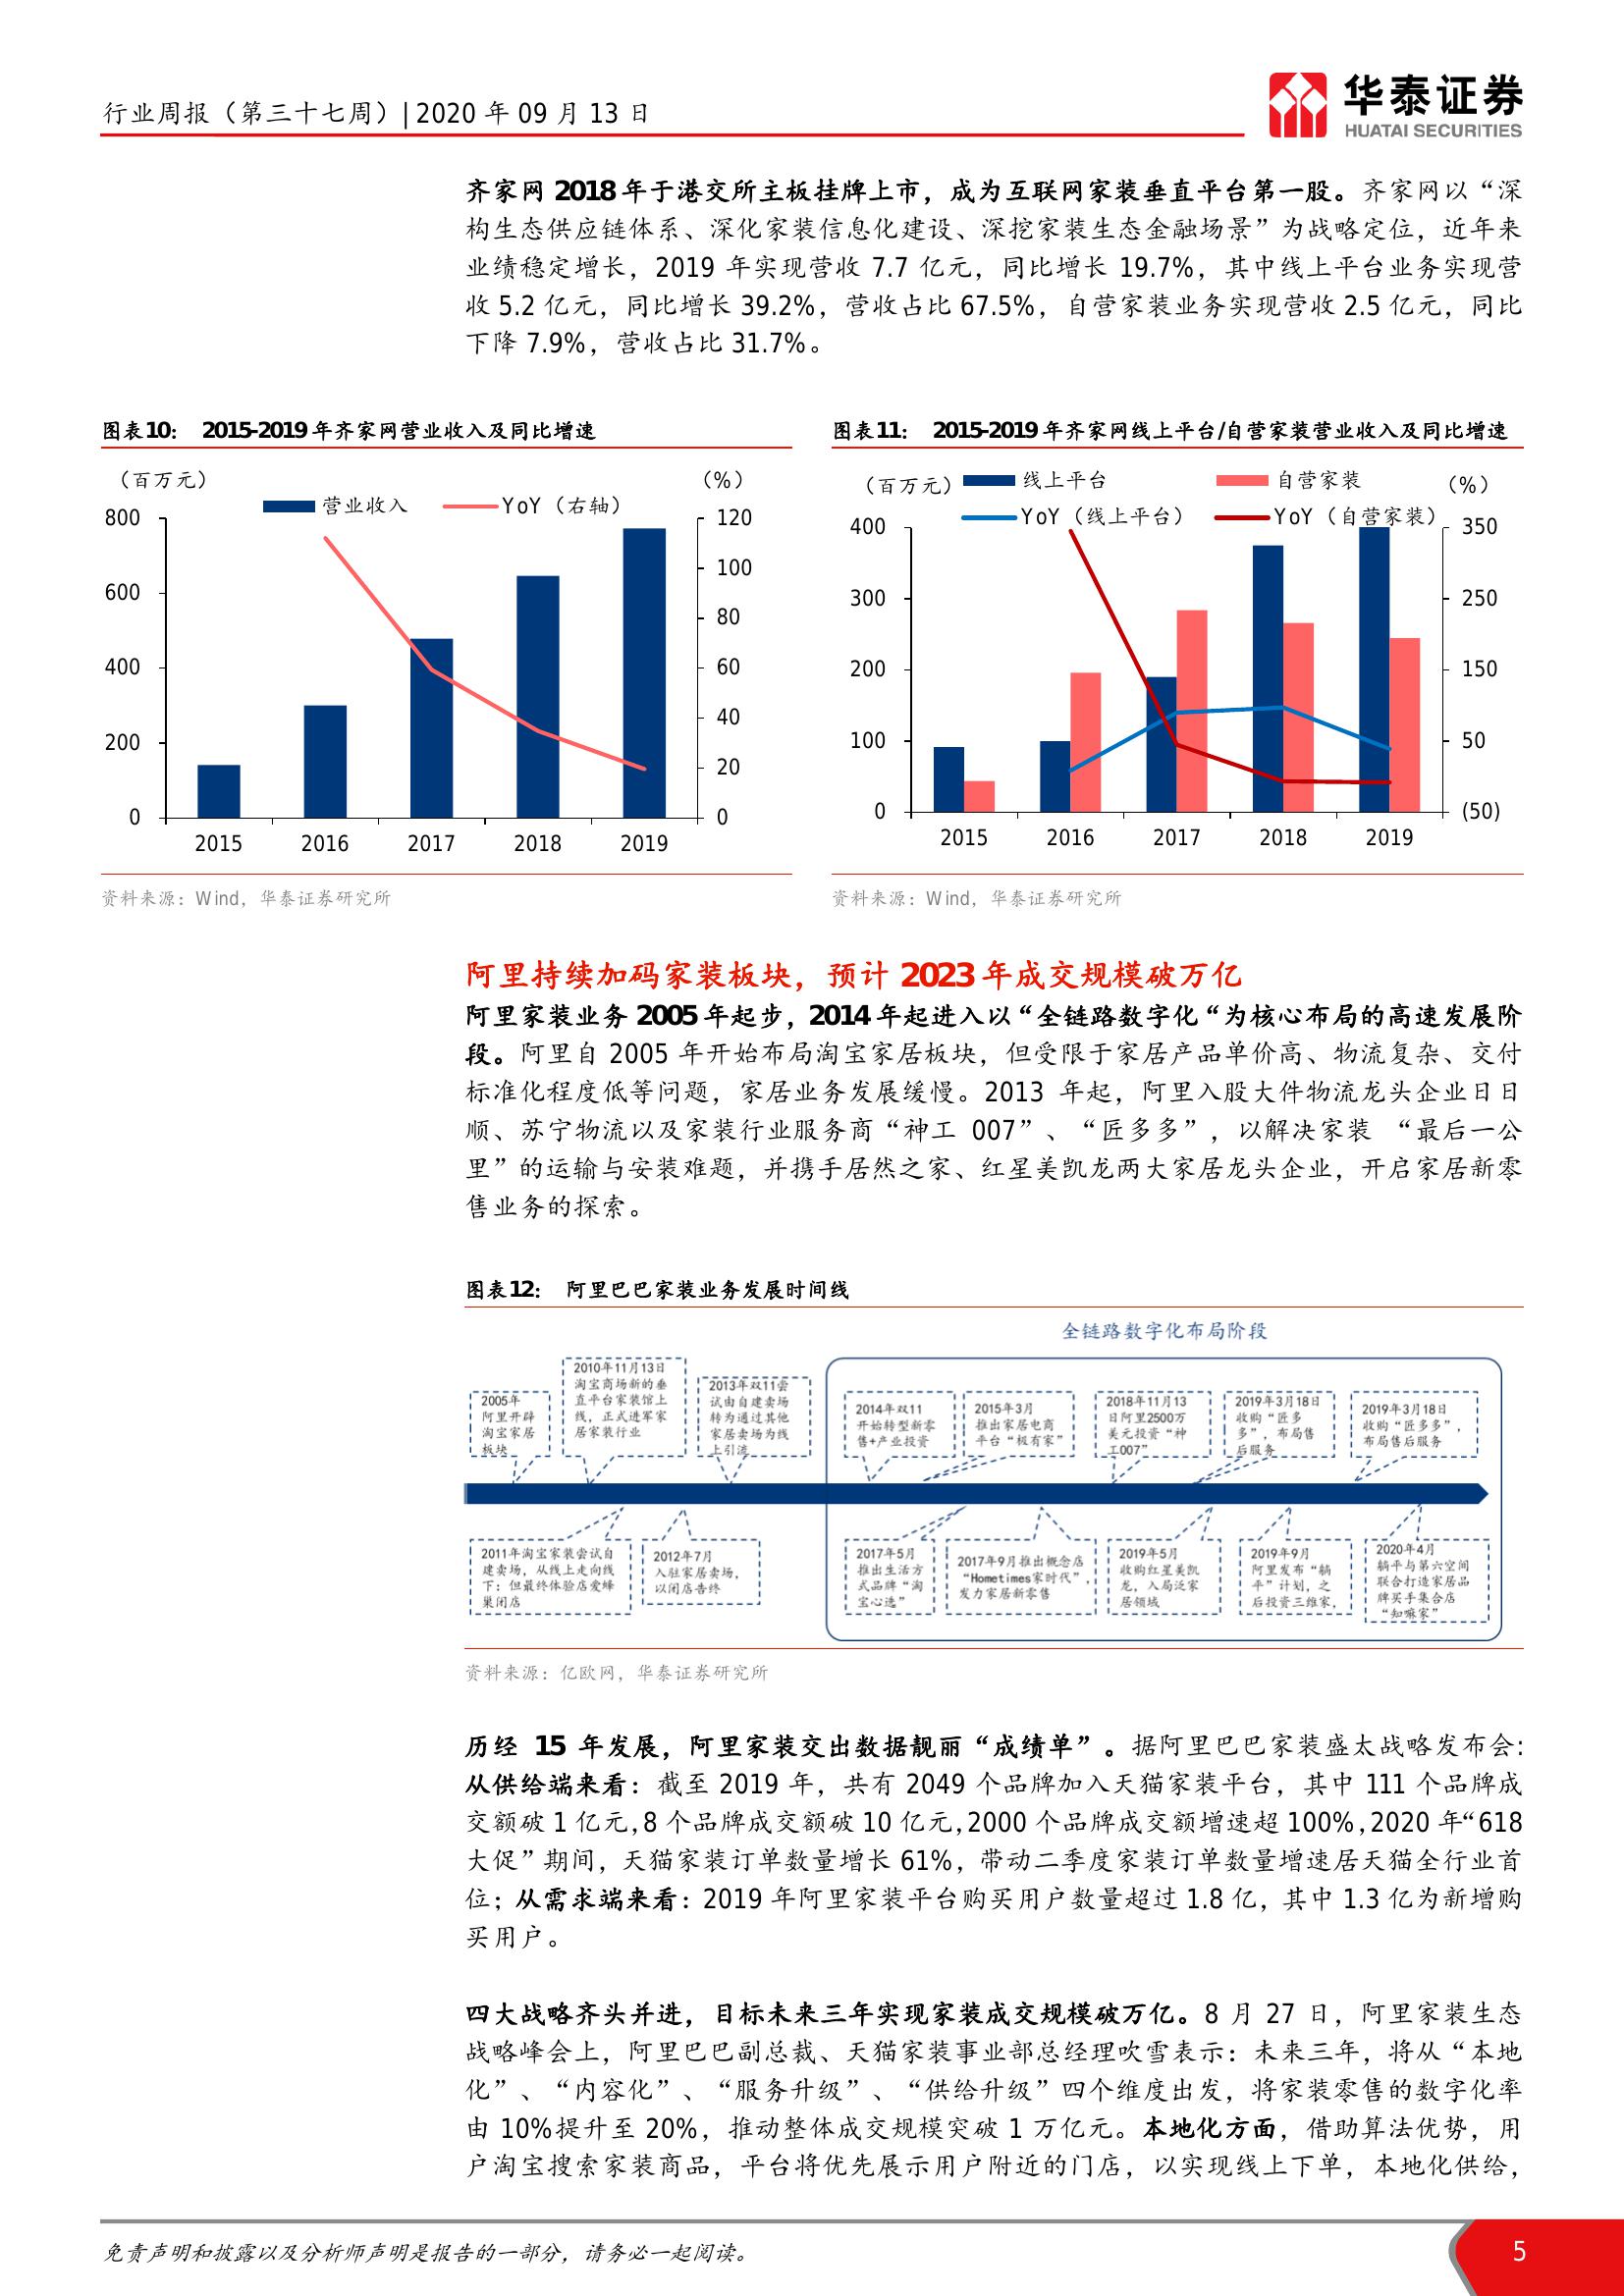 行业周报（第三十七周）|2020 年 09 月 13 日
华泰证券
HUATAI SECURITIES
齐家网 2018 年于港交所主板挂牌上市，成为互联网家装垂直平台第一股。齐家网以“深
构生态供应链体系、深化家装信息化建设、深挖家装生态金融场景”为战略定位，近年来
业绩稳定增长，2019 年实现营收 7.7 亿元，同比增长 19.7%，其中线上平台业务实现营
收 5.2 亿元，同比增长 39.2%，营收占比 67.5%，自营家装业务实现营收 2.5 亿元，同比
下降 7.9%，营收占比 31.7%。
图表10： 2015-2019 年齐家网营业收入及同比增速
（百万元）
（%）
营业收入
YoY（右轴）
800
600
400
200
0
120
100
80
60
40
20
0
2015 2016 2017 2018 2019
资料来源：Wind，华泰证券研究所
图表11： 2015-2019 年齐家网线上平台/自营家装营业收入及同比增速
（百万元）
线上平台
自营家装
（%）
YoY（线上平台）
YoY（自营家装）
400
300
200
100
0
350
250
150
50
(50)
2015 2016 2017 2018 2019
资料来源：Wind，华泰证券研究所
阿里持续加码家装板块，预计 2023 年成交规模破万亿
阿里家装业务 2005 年起步，2014 年起进入以“全链路数字化“为核心布局的高速发展阶
段。阿里自 2005 年开始布局淘宝家居板块，但受限于家居产品单价高、物流复杂、交付
标准化程度低等问题，家居业务发展缓慢。2013 年起，阿里入股大件物流龙头企业日日
顺、苏宁物流以及家装行业服务商“神工 007”、“匠多多”，以解决家装 “最后一公
里”的运输与安装难题，并携手居然之家、红星美凯龙两大家居龙头企业，开启家居新零
售业务的探索。
图表12： 阿里巴巴家装业务发展时间线
全链路数字化布局阶段
2005年
阿里开辟
淘宝家居
板块
2010年11月13日
淘宝商场新的垂
直平台家装馆上
线，正式进军家
居家装行业
2013年双11尝
试由自建卖场
转为通过其他
家居卖场为线
上引流
2014年双11
开始转型新零
售+产业投资
2015年3月
推出家居电商
平台“极有家”
2018年11月13
日阿里2500万
美元投资“神
工007”
2019年3月18日
收购“匠多
多”，布局售
后服务
2019年3月18日
收购“匠多多”，
布局售后服务
2011年淘宝家装尝试自
建卖场，从线上走向线
下；但最终体验店爱蜂
巢闭店
2012年7月
入驻家居卖场，
以闭店告终
2017年5月
推出生活方
式品牌“淘
宝心选”
2017年9月推出概念店
“Hometimes家时代”，
发力家居新零售
2019年5月
收购红星美凯
龙，入局泛家
居领域
2019年9月
阿里发布“躺
平”计划，之
后投资三维家，
2020年4月
躺平与第六空间
联合打造家居品
牌买手集合店
“知嘛家”
资料来源：亿欧网，华泰证券研究所
历经 15 年发展，阿里家装交出数据靓丽“成绩单”。据阿里巴巴家装盛太战略发布会：
从供给端来看：截至 2019 年，共有 2049 个品牌加入天猫家装平台，其中 111 个品牌成
交额破 1 亿元，8 个品牌成交额破 10 亿元，2000 个品牌成交额增速超 100%，2020 年“618
大促”期间，天猫家装订单数量增长 61%，带动二季度家装订单数量增速居天猫全行业首
位；从需求端来看：2019 年阿里家装平台购买用户数量超过 1.8 亿，其中 1.3 亿为新增购
买用户。
四大战略齐头并进，目标未来三年实现家装成交规模破万亿。8 月 27 日，阿里家装生态
战略峰会上，阿里巴巴副总裁、天猫家装事业部总经理吹雪表示：未来三年，将从“本地
化”、“内容化”、“服务升级”、“供给升级”四个维度出发，将家装零售的数字化率
由 10%提升至 20%，推动整体成交规模突破 1 万亿元。本地化方面，借助算法优势，用
户淘宝搜索家装商品，平台将优先展示用户附近的门店，以实现线上下单，本地化供给，
免责声明和披露以及分析师声明是报告的一部分，请务必一起阅读。
5